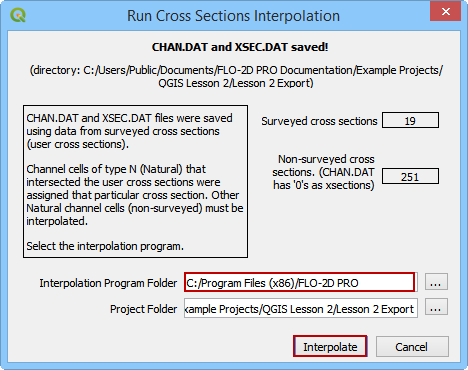 Run Cross Sections Interpolation
CHAN.DAT and XSEC.DAT saved!
(directory: C:/Users/Public/Documents/FLO-2D PRO Documentation/Example Projects/
QGIS Lesson 2/Lesson 2 Export)
CHAN.DAT and XSEC.DAT files were saved
using data from surveyed cross sections
(user cross sections).
Channel cells of type N (Natural) that
intersected the user cross sections were
assigned that particular cross section. Other
Natural channel cells (non-surveyed) must be
interpolated.
Select the interpolation program.
Surveyed cross sections 19
Non-surveyed cross
sections. (CHAN.DAT
has '0's as xsections) 251
Interpolation Program Folder C:/Program Files (x86)/FLO-2D PRO ...
Project Folder xample Projects/QGIS Lesson 2/Lesson 2 Export ...
Interpolate Cancel